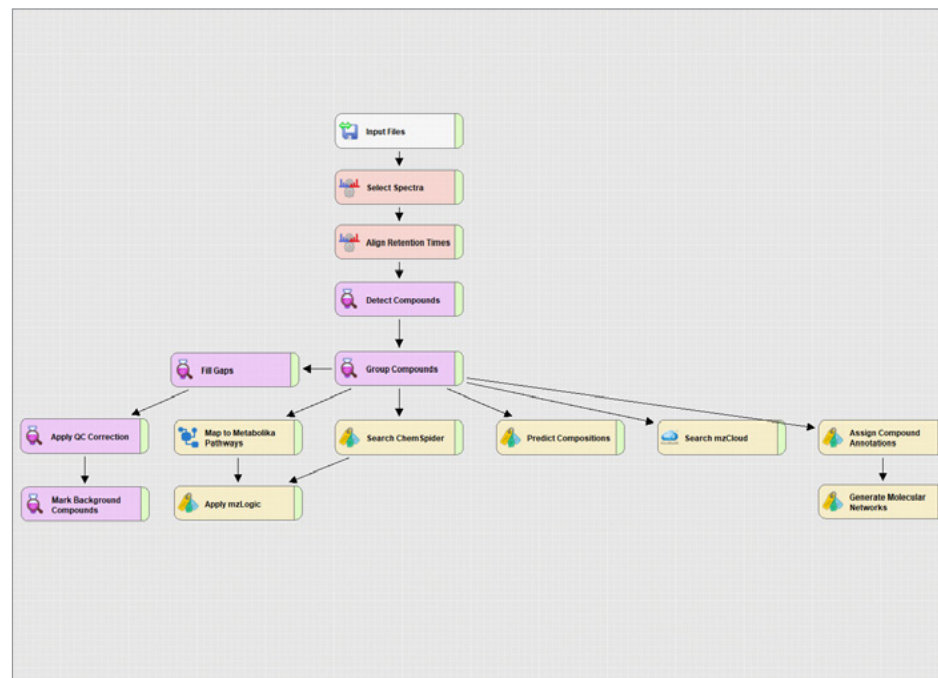 Input Files
Select Spectra
Align Retention Times
Detect Compounds
Fill Gaps
Group Compounds
Apply QC Correction
Map to Metabolika
Pathways
Search ChemSpider
Predict Compositions
Search mzCloud
Assign Compound
Annotations
Mark Background
Compounds
Apply mzLogic
Generate Molecular
Networks